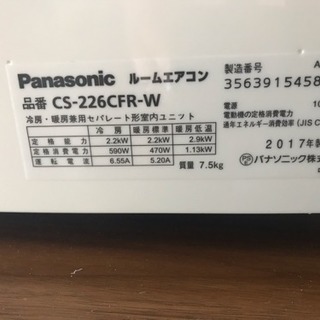 Panasonic ルームエアコン
品番 CS-226CFR-W
冷房・暖房兼用セパレート形室内ユニット
冷房 暖房 暖房低温
定格能力 2.2kW 2.2kW 2.9kW
定格消費電力 590W 470W 1.13kW
運転電流 6.55A 5.20A
質量 7.5kg
製造番号
3563915458
電源 10
電動機の定格消費電力
通年エネルギー消費効率 (JIS C
2017年製
パナソニック株式